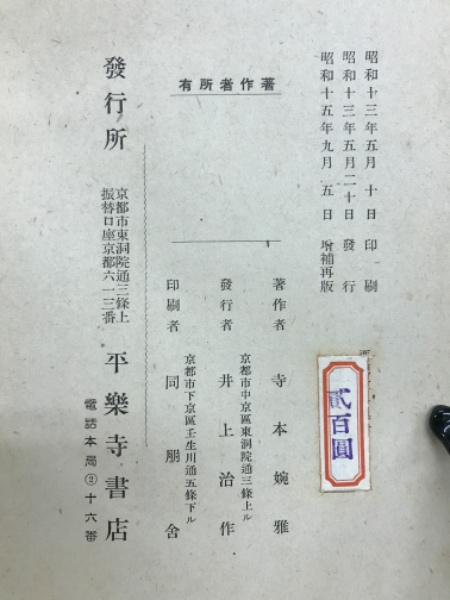 昭和十三年五月十日印刷
昭和十三年五月二十日發行
昭和十五年九月五日增補再版
貳百圓
著作者所有
著作者 寺本婉雅
京都市中京區東洞院通三條上ル
發行者 井上治作
京都市下京區壬生川通五條下ル
印刷者 同朋舍
發行所
京都市東洞院通三條上
振替口座京都六一三番
平樂寺書店
電話本局②十六番